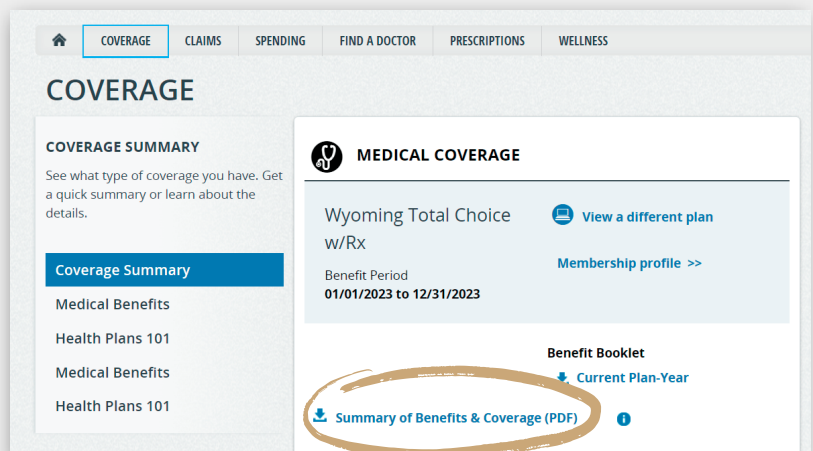 COVERAGE CLAIMS SPENDING FIND A DOCTOR PRESCRIPTIONS WELLNESS
COVERAGE
COVERAGE SUMMARY
See what type of coverage you have. Get
a quick summary or learn about the
details.
Coverage Summary
Medical Benefits
Health Plans 101
Medical Benefits
Health Plans 101
MEDICAL COVERAGE
Wyoming Total Choice
w/Rx
Benefit Period
01/01/2023 to 12/31/2023
View a different plan
Membership profile >>
Benefit Booklet
Current Plan-Year
Summary of Benefits & Coverage (PDF)